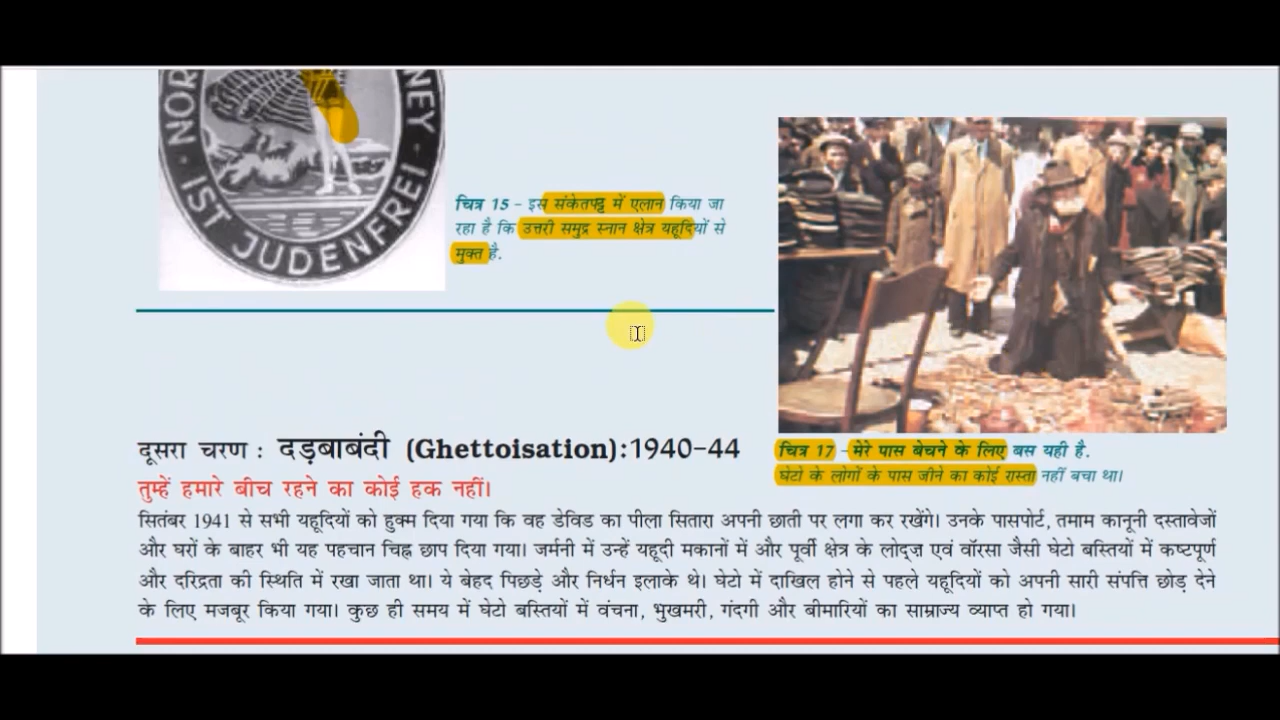 NOR
NEY
IST JUDENFREI
चित्र 15 – इस संकेतपट्ट में एलान किया जा
रहा है कि उत्तरी समुद्र स्नान क्षेत्र यहूदियों से
मुक्त है.
दूसरा चरण : दड़बाबंदी (Ghettoisation):1940-44
तुम्हें हमारे बीच रहने का कोई हक नहीं।
चित्र 17 – मेरे पास बेचने के लिए बस यही है.
घेटो के लोगों के पास जीने का कोई रास्ता नहीं बचा था।
सितंबर 1941 से सभी यहूदियों को हुक्म दिया गया कि वह डेविड का पीला सितारा अपनी छाती पर लगा कर रखेंगे। उनके पासपोर्ट, तमाम कानूनी दस्तावेजों
और घरों के बाहर भी यह पहचान चिह्न छाप दिया गया। जर्मनी में उन्हें यहूदी मकानों में और पूर्वी क्षेत्र के लोद्ज़ एवं वॉरसा जैसी घेटो बस्तियों में कष्टपूर्ण
और दरिद्रता की स्थिति में रखा जाता था। ये बेहद पिछड़े और निर्धन इलाके थे। घेटो में दाखिल होने से पहले यहूदियों को अपनी सारी संपत्ति छोड़ देने
के लिए मजबूर किया गया। कुछ ही समय में घेटो बस्तियों में वंचना, भुखमरी, गंदगी और बीमारियों का साम्राज्य व्याप्त हो गया।